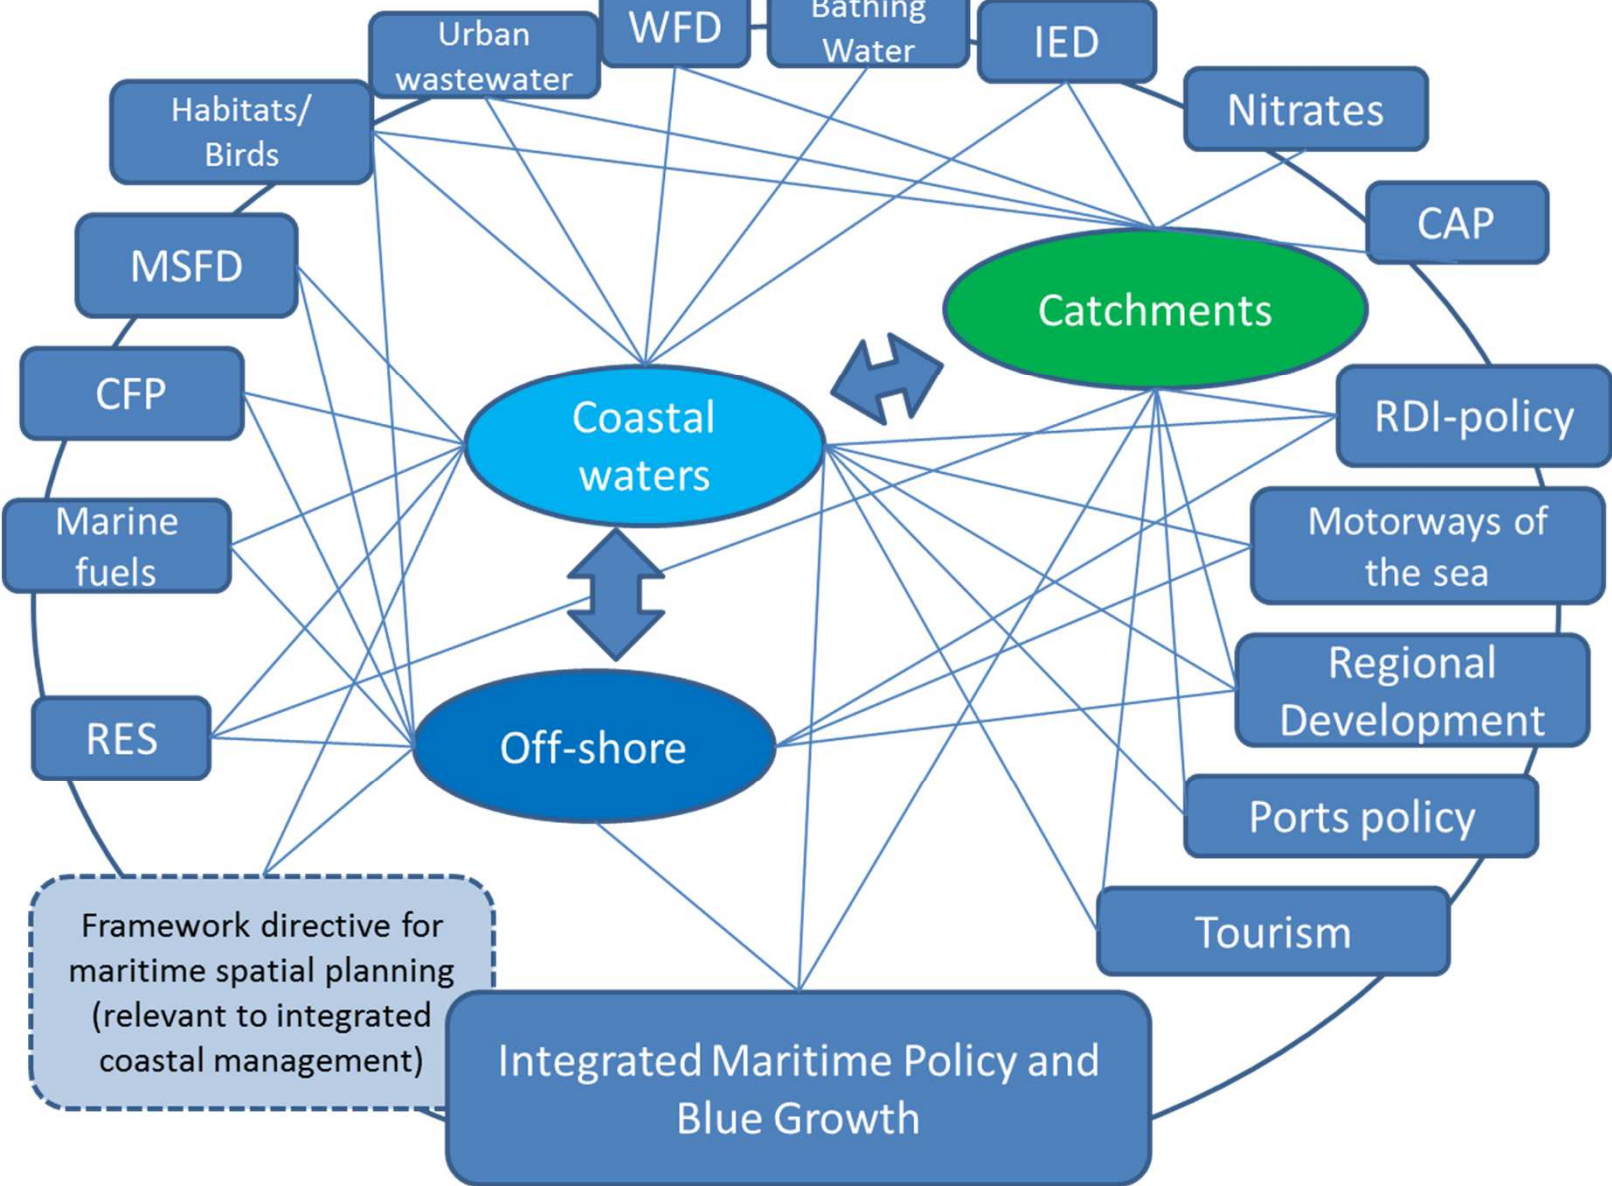 Urban
wastewater
WFD
Bathing
Water
IED
Nitrates
Habitats/
Birds
CAP
MSFD
Catchments
CFP
Coastal
waters
RDI-policy
Marine
fuels
Motorways of
the sea
Regional
Development
RES
Off-shore
Ports policy
Tourism
Framework directive for
maritime spatial planning
(relevant to integrated
coastal management)
Integrated Maritime Policy and
Blue Growth